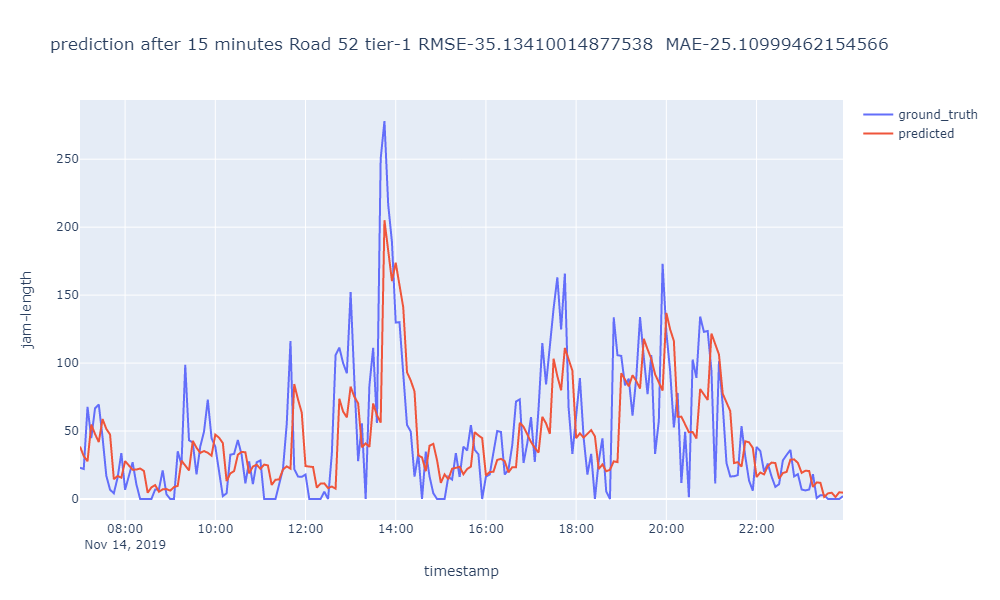 prediction after 15 minutes Road 52 tier-1 RMSE-35.13410014877538  MAE-25.10999462154566
ground_truth
predicted
250
200
150
100
50
0
jam-length
08:00 10:00 12:00 14:00 16:00 18:00 20:00 22:00
Nov 14, 2019
timestamp